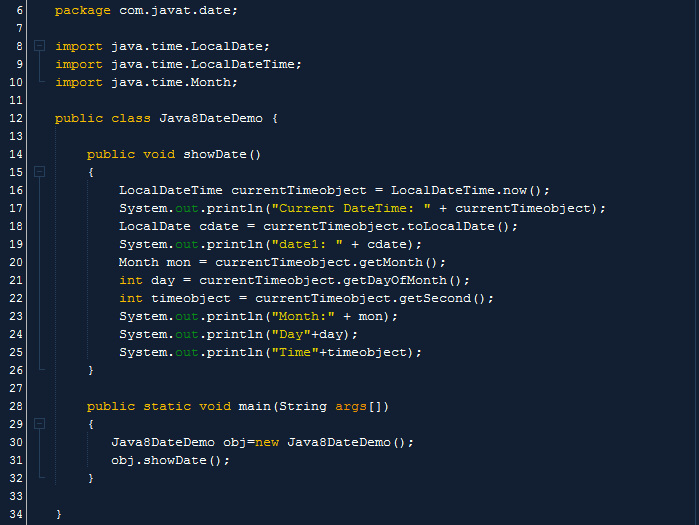 6 package com.javat.date;
7
8 import java.time.LocalDate;
9 import java.time.LocalDateTime;
10 import java.time.Month;
11
12 public class Java8DateDemo {
13
14 public void showDate()
15 {
16 LocalDateTime currentTimeobject = LocalDateTime.now();
17 System.out.println("Current DateTime: " + currentTimeobject);
18 LocalDate cdate = currentTimeobject.toLocalDate();
19 System.out.println("date1: " + cdate);
20 Month mon = currentTimeobject.getMonth();
21 int day = currentTimeobject.getDayOfMonth();
22 int timeobject = currentTimeobject.getSecond();
23 System.out.println("Month:" + mon);
24 System.out.println("Day"+day);
25 System.out.println("Time"+timeobject);
26 }
27
28 public static void main(String args[])
29 {
30 Java8DateDemo obj=new Java8DateDemo();
31 obj.showDate();
32 }
33
34 }